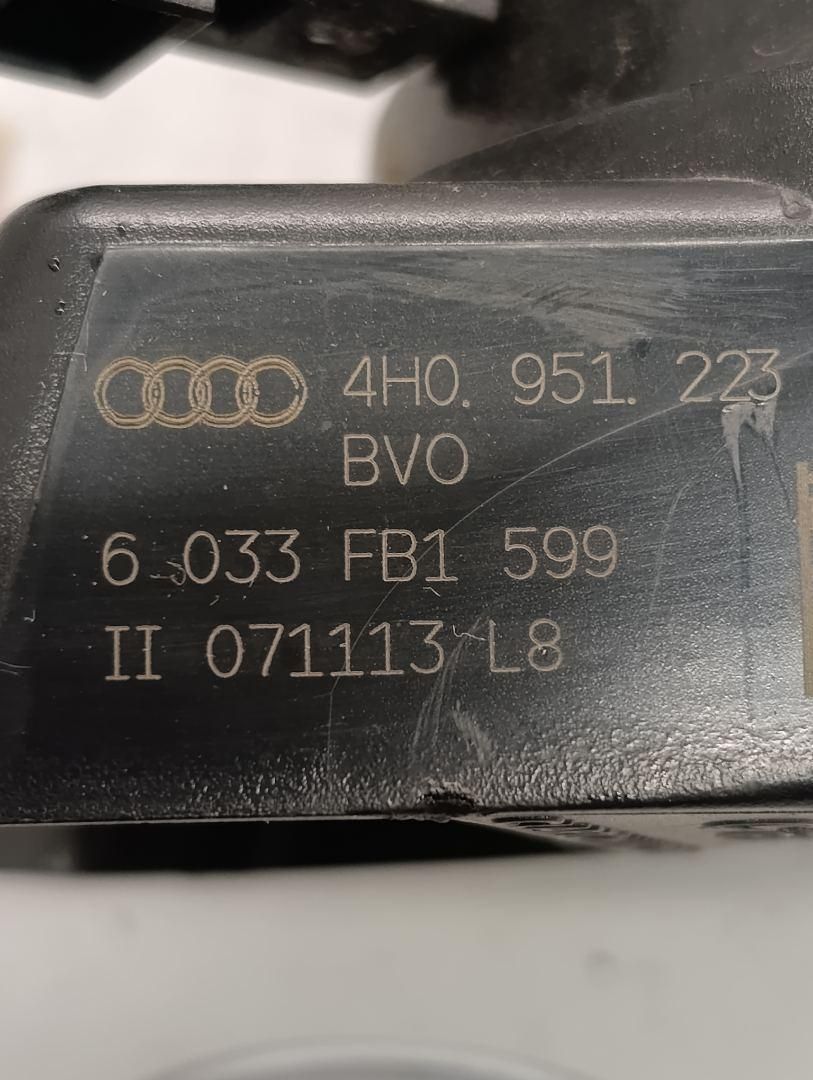 4H0. 951. 223
BVO
6 033 FB1 599
II 071113 L8